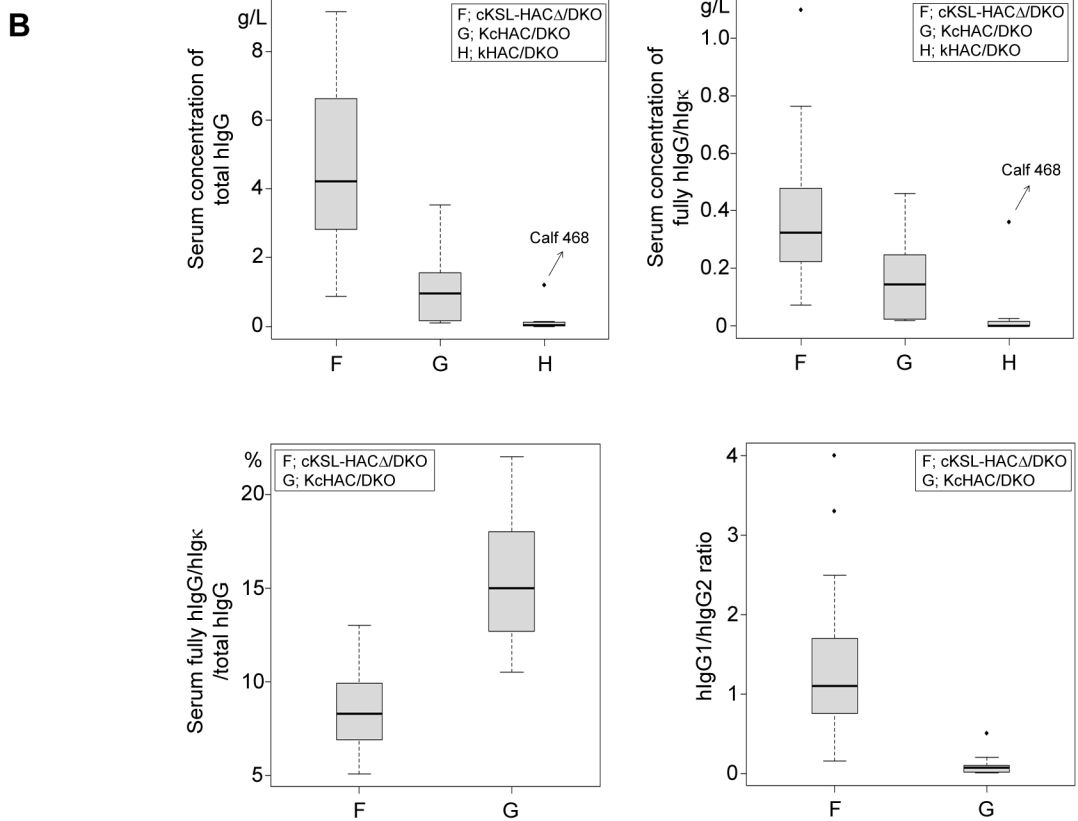 B
g/L
F; cKSL-HACΔ/DKO
G; KcHAC/DKO
H; kHAC/DKO
Serum concentration of
total hIgG
8
6
4
2
0
Calf 468
F G H
g/L
F; cKSL-HACΔ/DKO
G; KcHAC/DKO
H; kHAC/DKO
Serum concentration of
fully hIgG/hIgκ
1.0
0.8
0.6
0.4
0.2
0
Calf 468
F G H
%
F; cKSL-HACΔ/DKO
G; KcHAC/DKO
Serum fully hIgG/hIgκ
/total hIgG
20
15
10
5
F G
F; cKSL-HACΔ/DKO
G; KcHAC/DKO
hIgG1/hIgG2 ratio
4
3
2
1
0
F G